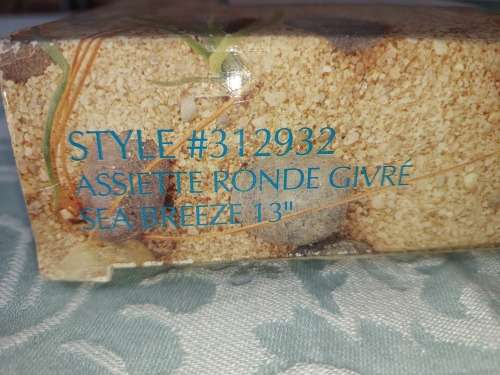 STYLE #312932
ASSIETTE RONDE GIVRÉ
SEA BREEZE 13"